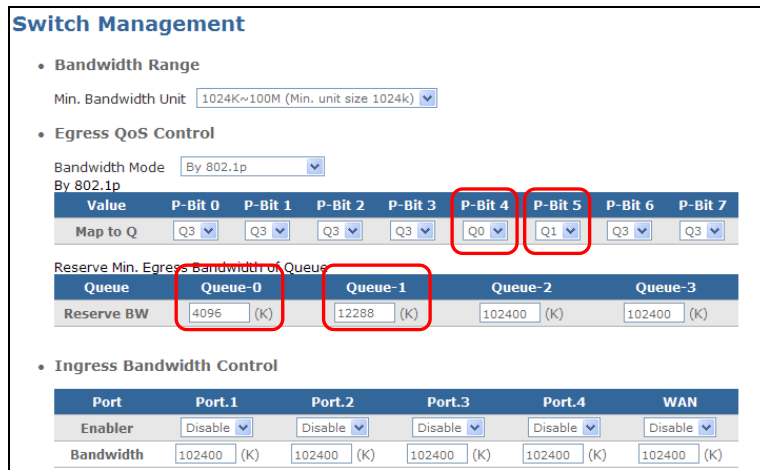 Switch Management
• Bandwidth Range
Min. Bandwidth Unit 1024K~100M (Min. unit size 1024k)
• Egress QoS Control
Bandwidth Mode By 802.1p
By 802.1p
Value P-Bit 0 P-Bit 1 P-Bit 2 P-Bit 3 P-Bit 4 P-Bit 5 P-Bit 6 P-Bit 7
Map to Q Q3 Q3 Q3 Q3 Q0 Q1 Q3 Q3
Reserve Min. Egress Bandwidth of Queue
Queue Queue-0 Queue-1 Queue-2 Queue-3
Reserve BW 4096 (K) 12288 (K) 102400 (K) 102400 (K)
• Ingress Bandwidth Control
Port Port.1 Port.2 Port.3 Port.4 WAN
Enabler Disable Disable Disable Disable Disable
Bandwidth 102400 (K) 102400 (K) 102400 (K) 102400 (K) 102400 (K)